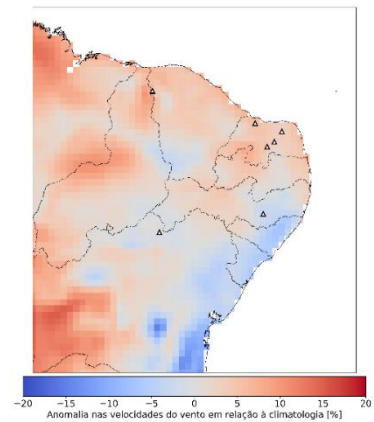 −20 −15 −10 −5 0 5 10 15 20
Anomalia nas velocidades do vento em relação à climatologia [%]